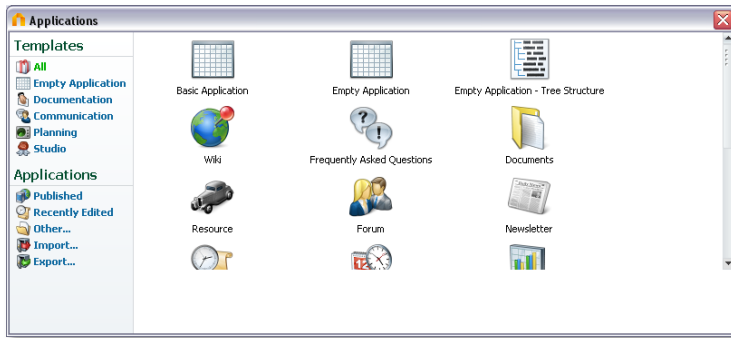 Applications
Templates
All
Empty Application
Documentation
Communication
Planning
Studio
Applications
Published
Recently Edited
Other...
Import...
Export...
Basic Application
Empty Application
Empty Application - Tree Structure
Wiki
Frequently Asked Questions
Documents
Resource
Forum
Newsletter